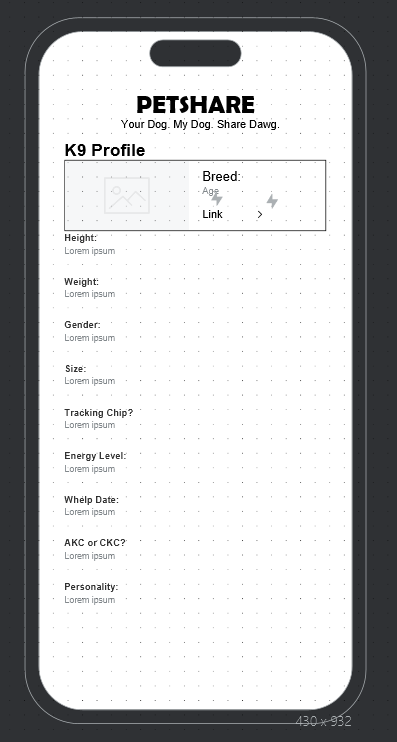 PETSHARE
Your Dog. My Dog. Share Dawg.
K9 Profile
Breed:
Age
Link
Height:
Lorem ipsum
Weight:
Lorem ipsum
Gender:
Lorem ipsum
Size:
Lorem ipsum
Tracking Chip?
Lorem ipsum
Energy Level:
Lorem ipsum
Whelp Date:
Lorem ipsum
AKC or CKC?
Lorem ipsum
Personality:
Lorem ipsum
430 x 932